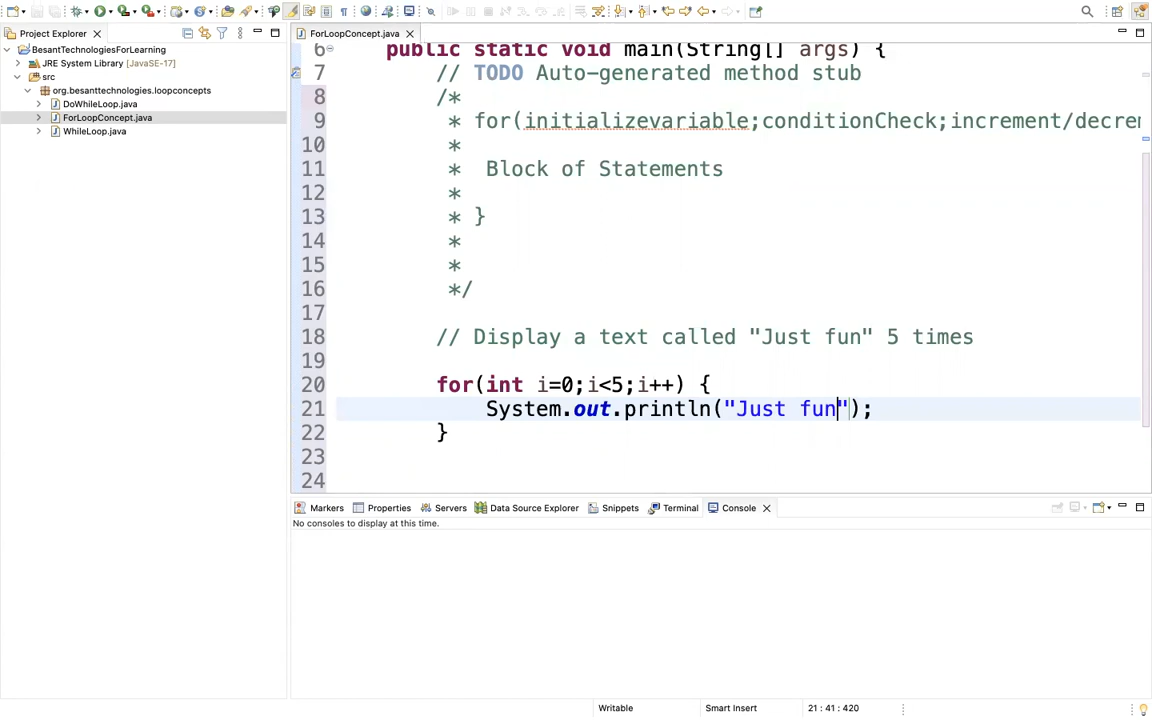 Project Explorer
ForLoopConcept.java
BesantTechnologiesForLearning
JRE System Library [JavaSE-17]
src
org.besanttechnologies.loopconcepts
DoWhileLoop.java
ForLoopConcept.java
WhileLoop.java
6 public static void main(String[] args) {
7 // TODO Auto-generated method stub
8 /*
9 * for(initializevariable;conditionCheck;increment/decrem
10 *
11 * Block of Statements
12 *
13 * }
14 *
15 *
16 */
17
18 // Display a text called "Just fun" 5 times
19
20 for(int i=0;i<5;i++) {
21 System.out.println("Just fun");
22 }
23
24
Markers Properties Servers Data Source Explorer Snippets Terminal Console
No consoles to display at this time.
Writable Smart Insert 21 : 41 : 420